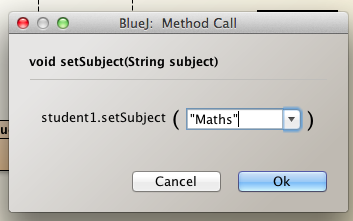 BlueJ: Method Call
void setSubject(String subject)
student1.setSubject ( "Maths" )
Cancel Ok